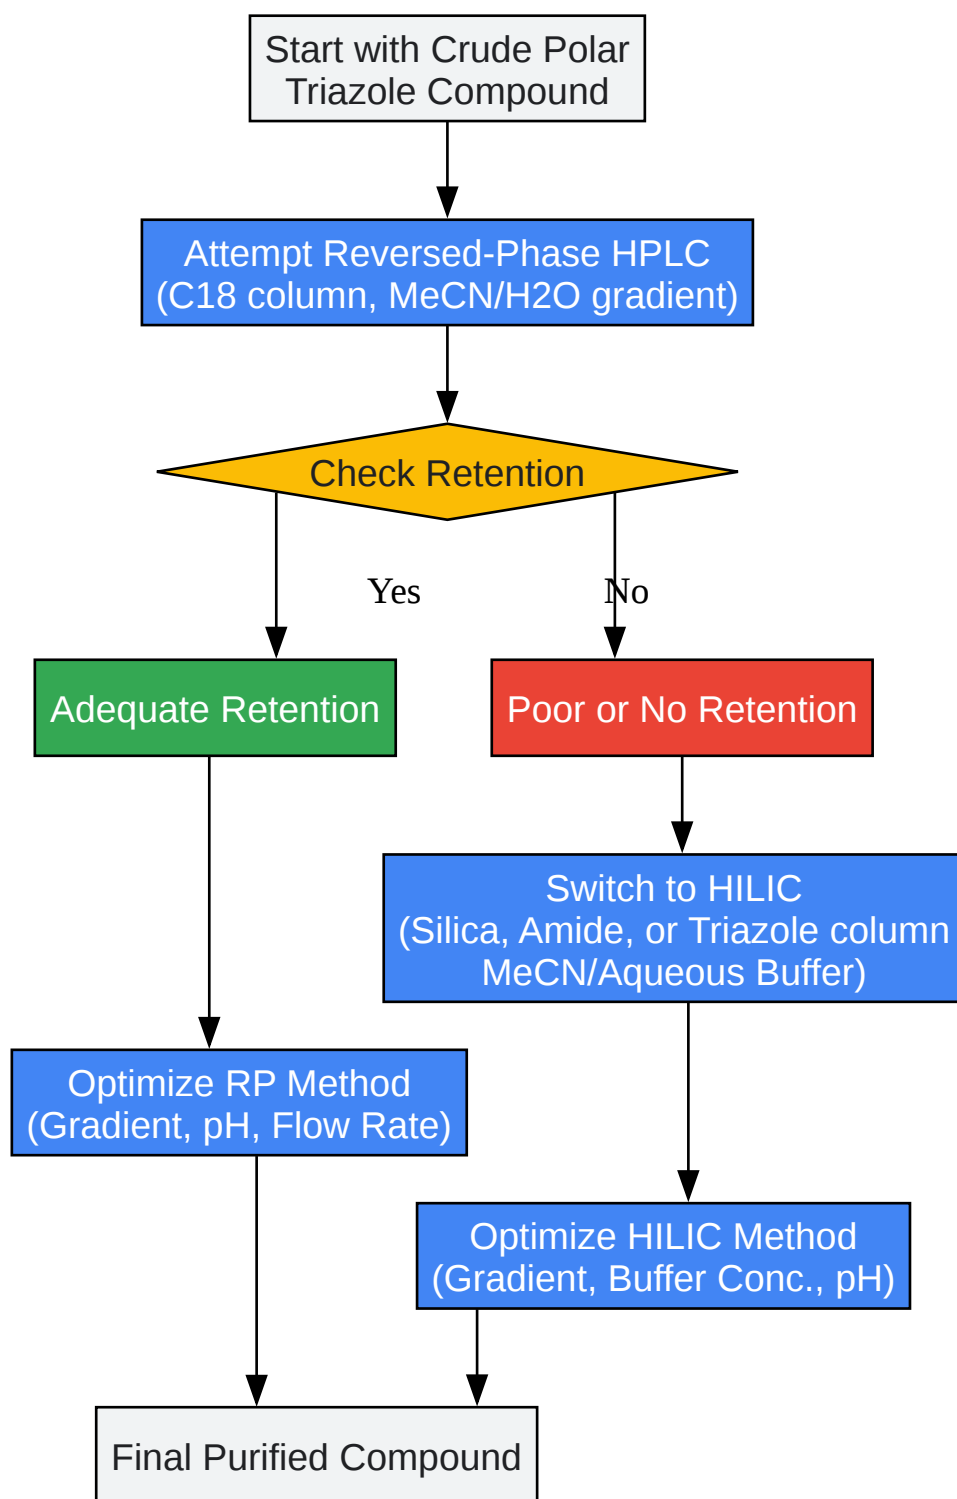 Start with Crude Polar
Triazole Compound
Attempt Reversed-Phase HPLC
(C18 column, MeCN/H2O gradient)
Check Retention
Yes
No
Adequate Retention
Poor or No Retention
Switch to HILIC
(Silica, Amide, or Triazole column
MeCN/Aqueous Buffer)
Optimize RP Method
(Gradient, pH, Flow Rate)
Optimize HILIC Method
(Gradient, Buffer Conc., pH)
Final Purified Compound